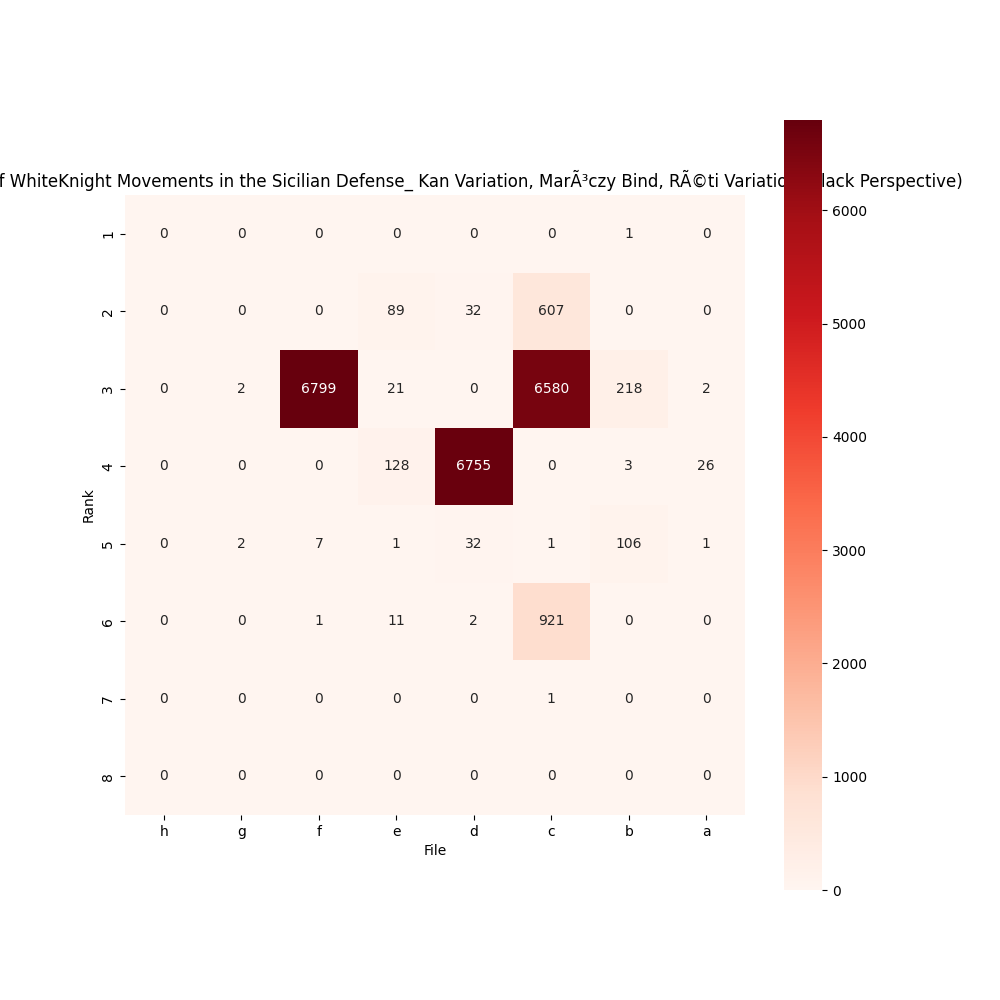 f WhiteKnight Movements in the Sicilian Defense_ Kan Variation, MarÃ³czy Bind, RÃ©ti Variatio lack Perspective)
6000
5000
4000
3000
2000
1000
0
Rank
1 0 0 0 0 0 0 1 0
2 0 0 0 89 32 607 0 0
3 0 2 6799 21 0 6580 218 2
4 0 0 0 128 6755 0 3 26
5 0 2 7 1 32 1 106 1
6 0 0 1 11 2 921 0 0
7 0 0 0 0 0 1 0 0
8 0 0 0 0 0 0 0 0
h g f e d c b a
File